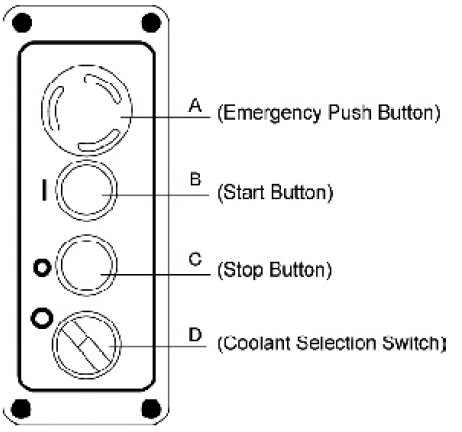 A (Emergency Push Button)
I B (Start Button)
O C (Stop Button)
O
D (Coolant Selection Switch)